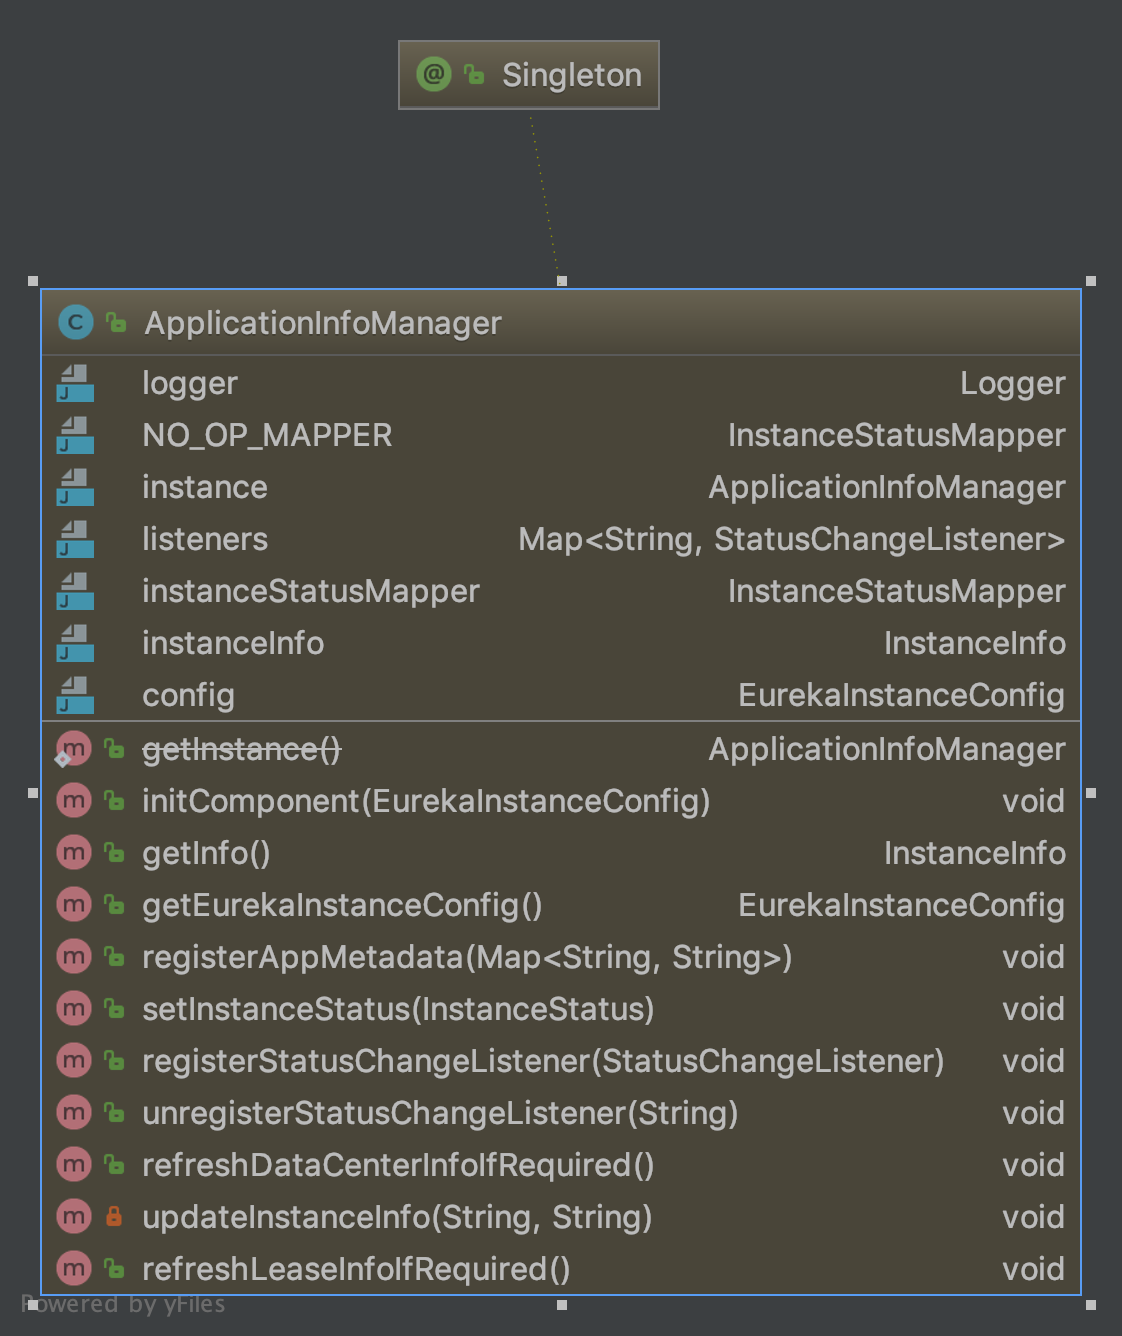 @ Singleton
C ApplicationInfoManager
J logger Logger
J NO_OP_MAPPER InstanceStatusMapper
J instance ApplicationInfoManager
J listeners Map<String, StatusChangeListener>
J instanceStatusMapper InstanceStatusMapper
J instanceInfo InstanceInfo
J config EurekaInstanceConfig
m getInstance() ApplicationInfoManager
m initComponent(EurekaInstanceConfig) void
m getInfo() InstanceInfo
m getEurekaInstanceConfig() EurekaInstanceConfig
m registerAppMetadata(Map<String, String>) void
m setInstanceStatus(InstanceStatus) void
m registerStatusChangeListener(StatusChangeListener) void
m unregisterStatusChangeListener(String) void
m refreshDataCenterInfoIfRequired() void
m updateInstanceInfo(String, String) void
m refreshLeaseInfoIfRequired() void
Powered by yFiles